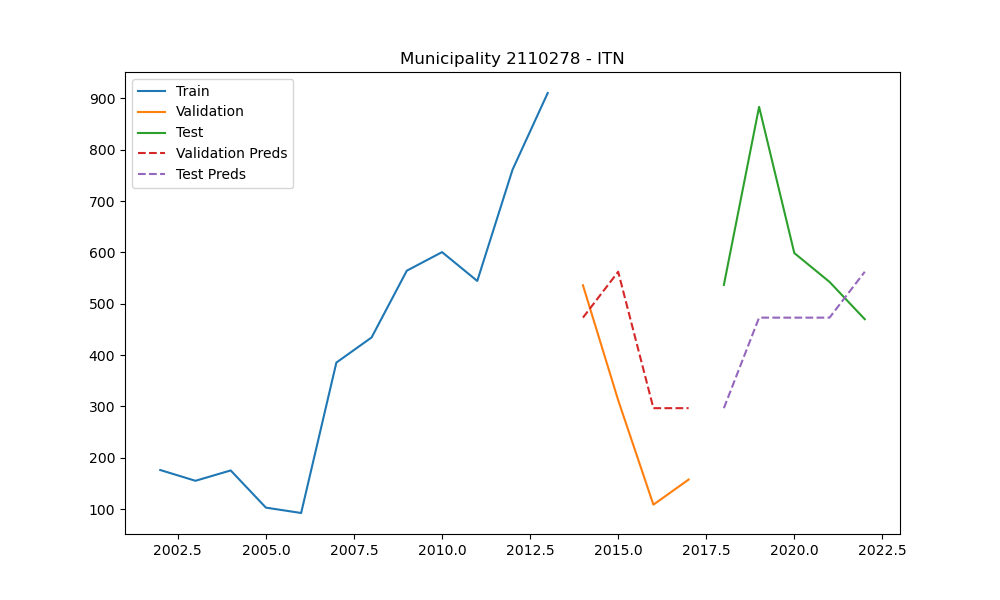 Municipality 2110278 - ITN
Train
Validation
Test
Validation Preds
Test Preds
900
800
700
600
500
400
300
200
100
2002.5 2005.0 2007.5 2010.0 2012.5 2015.0 2017.5 2020.0 2022.5